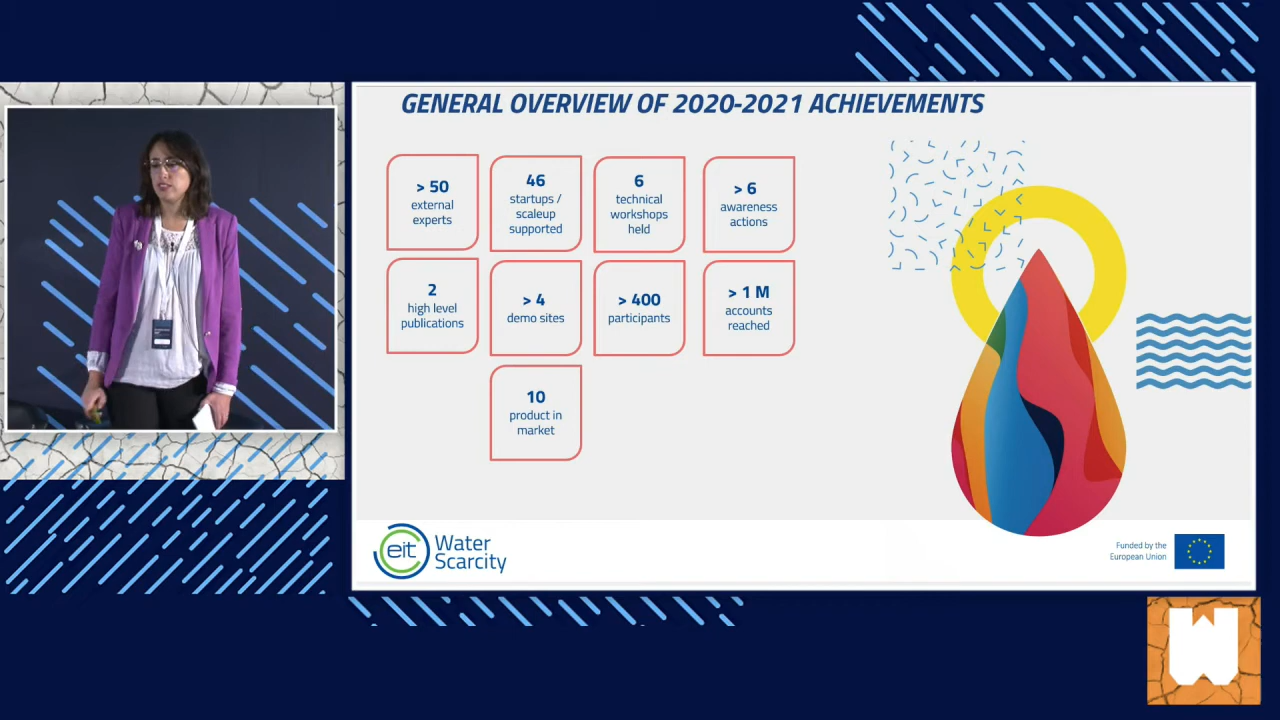 GENERAL OVERVIEW OF 2020-2021 ACHIEVEMENTS
> 50
external
experts
46
startups /
scaleup
supported
6
technical
workshops
held
> 6
awareness
actions
2
high level
publications
> 4
demo sites
> 400
participants
> 1 M
accounts
reached
10
product in
market
eit
Water
Scarcity
Funded by the
European Union
W